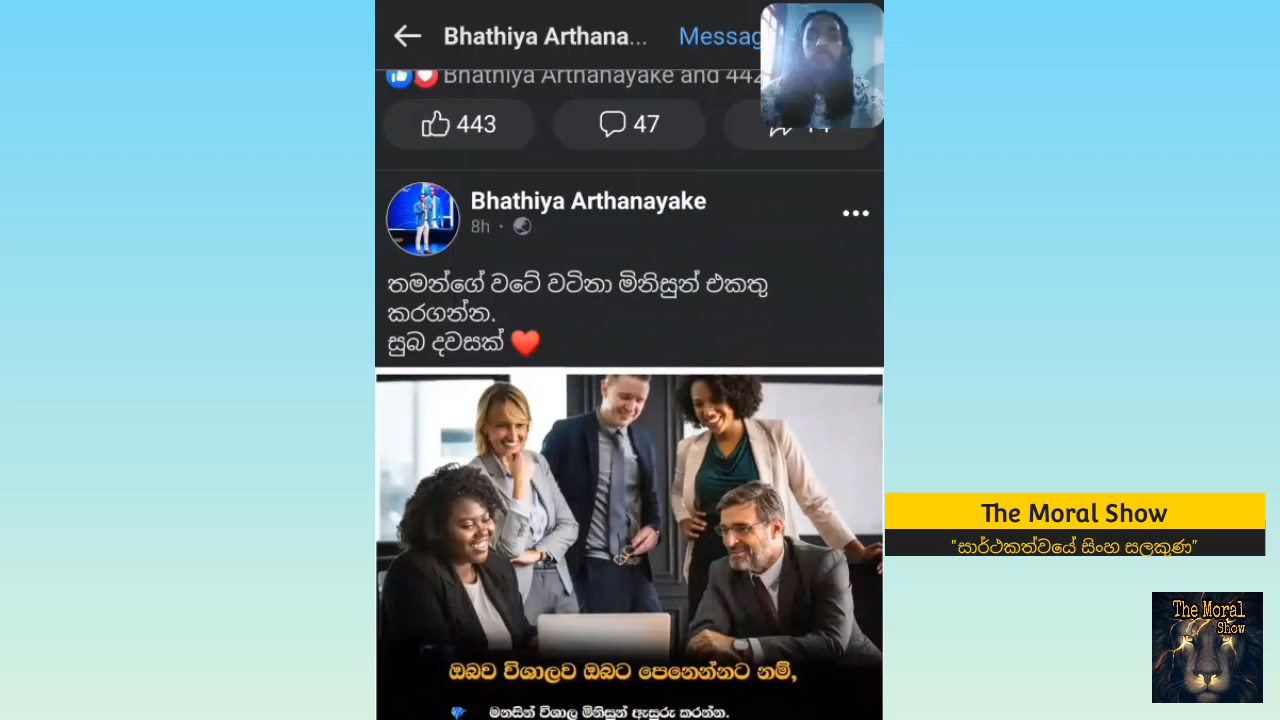 Bhathiya Arthana...
Messag
Bhathiya Arthanayake and 442
443
47
Bhathiya Arthanayake
8h ·
තමන්ගේ වටේ වටිනා මිනිසුන් එකතු
කරගන්න.
සුබ දවසක් ❤️
ඔබව විශාලව ඔබට පෙනෙන්නට නම්,
මනසින් විශාල මිනිසුන් ඇසුරු කරන්න.
The Moral Show
"සාර්ථකත්වයේ සිංහ සලකුණ"
The Moral
Show